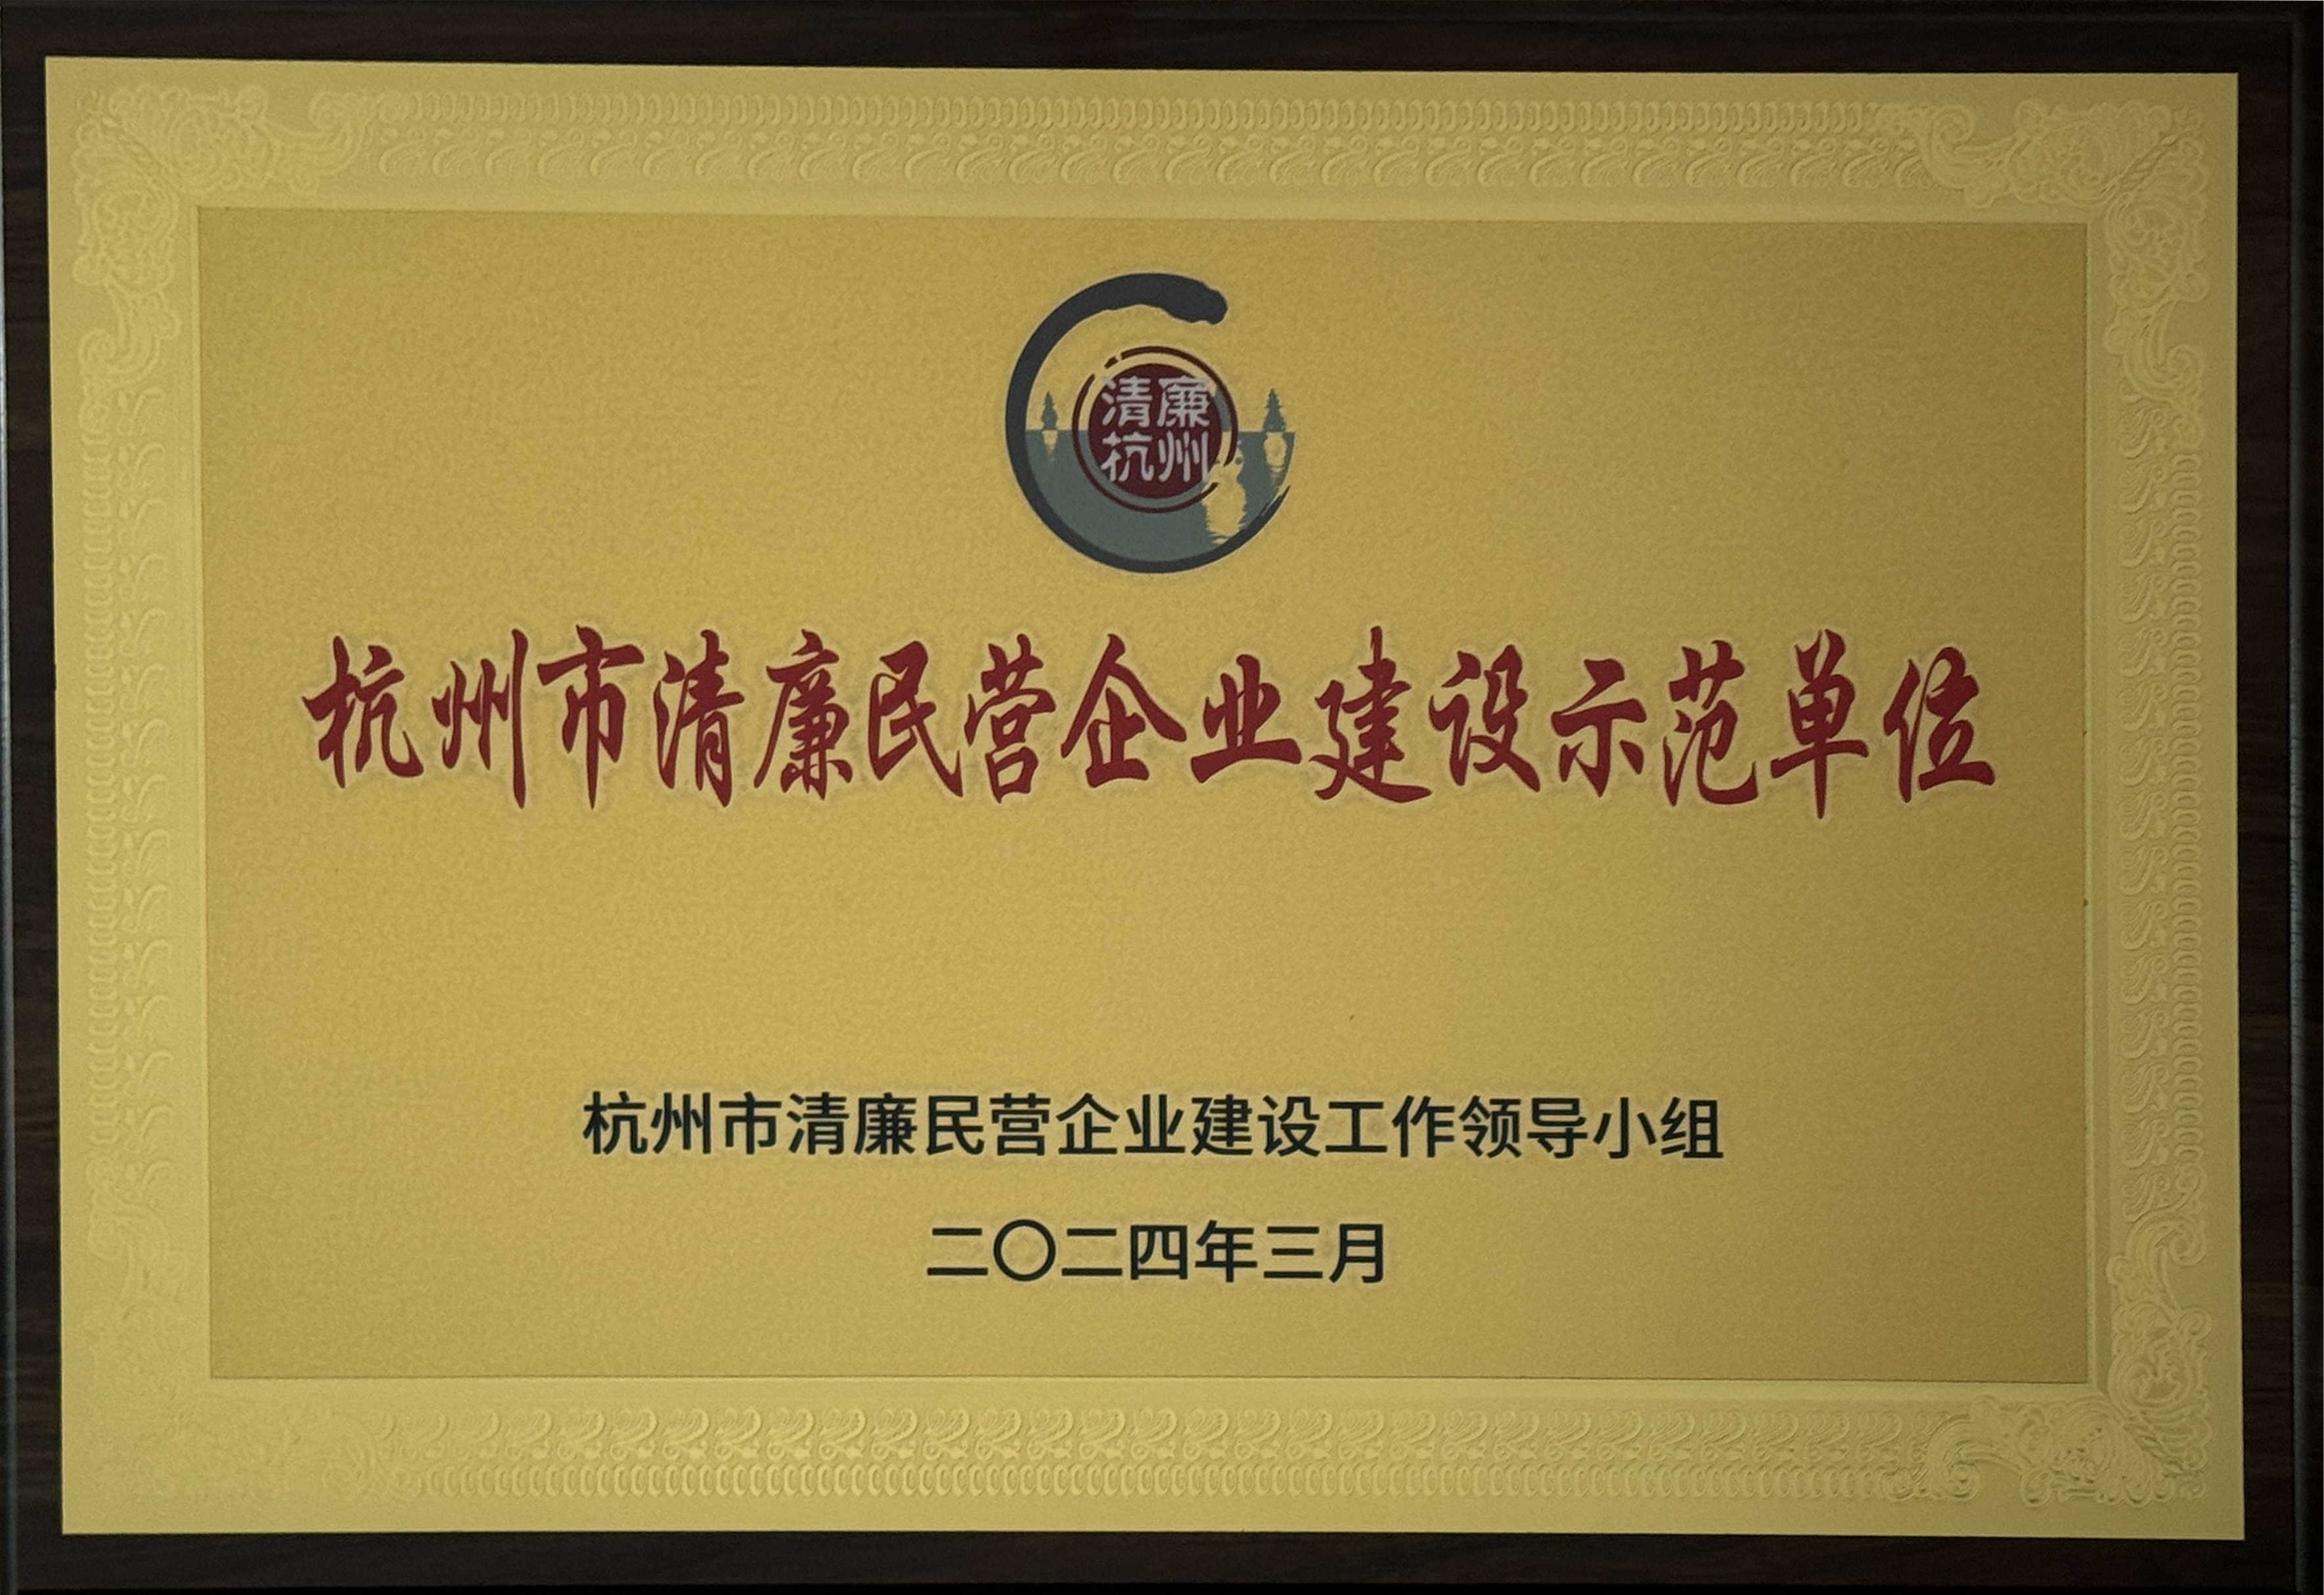 清廉
杭州
杭州市清廉民营企业建设示范单位
杭州市清廉民营企业建设工作领导小组
二〇二四年三月